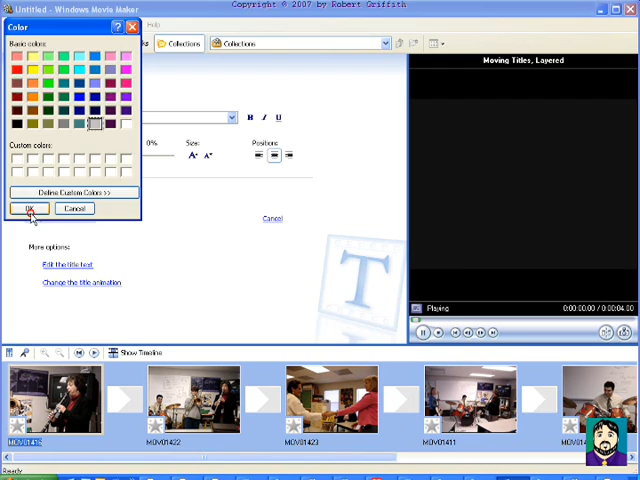 Copyright @ 2007 by Robert Griffith
Untitled - Windows Movie Maker
Color
Help
ks
Collections
Collections
Basic colors:
Moving Titles, Layered
B I U
0%
Size:
Position:
A A
Custom colors:
Define Custom Colors >>
OK
Cancel
Cancel
More options:
Edit the title text
Change the title animation
T
Playing
0:00:00.00 / 0:00:04.00
Show Timeline
MOV01415
MOV01422
MOV01423
MOV01411
Ready